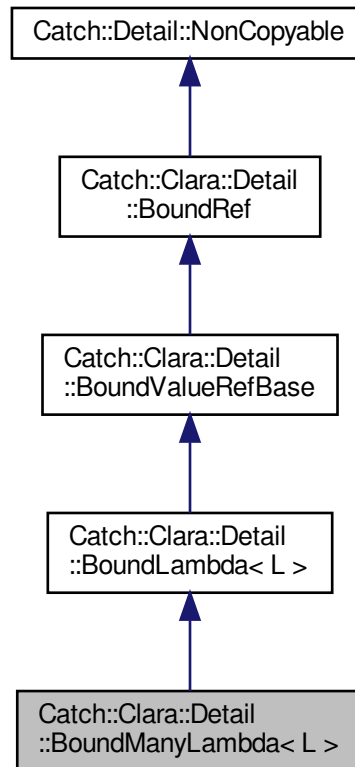 Catch::Detail::NonCopyable
Catch::Clara::Detail
::BoundRef
Catch::Clara::Detail
::BoundValueRefBase
Catch::Clara::Detail
::BoundLambda< L >
Catch::Clara::Detail
::BoundManyLambda< L >